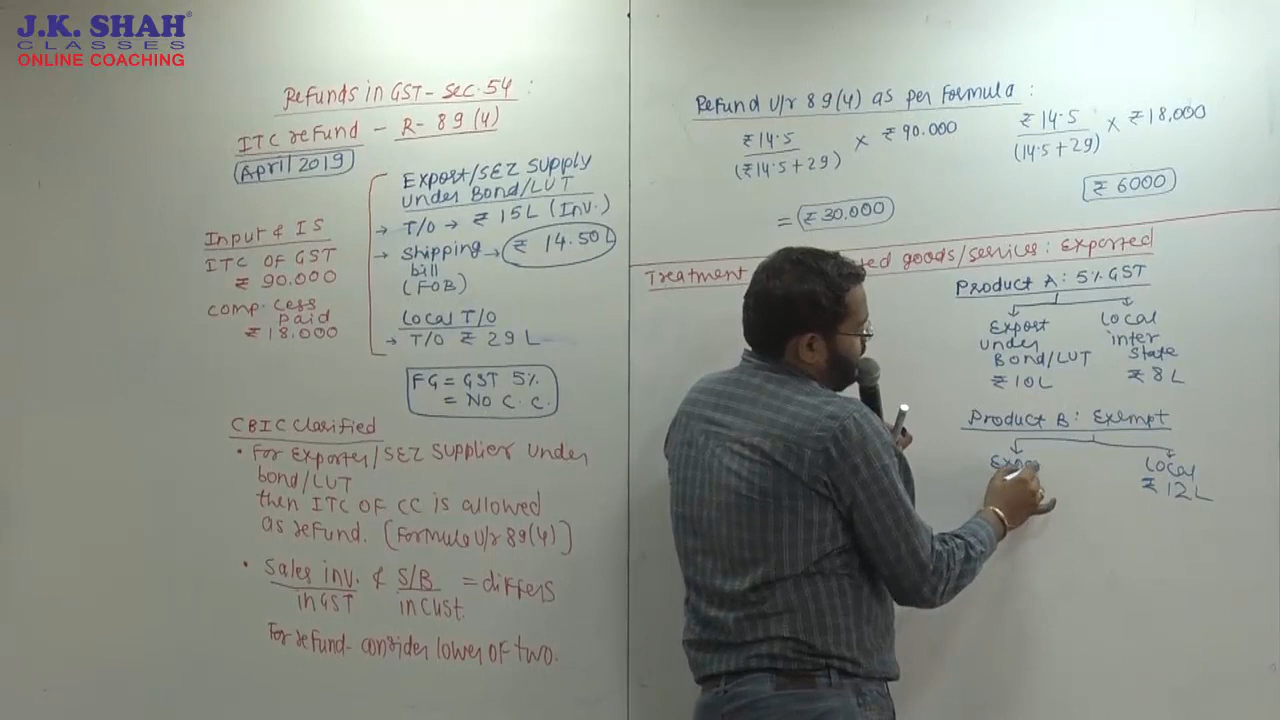 J.K. SHAH®
CLASSES
ONLINE COACHING
Refunds in GST - Sec. 54 :
ITC refund - R- 89(4)
April 2019
Input & IS
ITC OF GST
₹ 90.000
Comp. Cess
Paid
₹ 18.000
Export/SEZ Supply
under Bond/LUT
→ T/O → ₹ 15L (Inv.)
→ Shipping → ₹ 14.50L
bill
(FOB)
Local T/O
→ T/O ₹ 29 L
FG = GST 5%
= NO C.C.
CBIC Clarified
• For Exporter/SEZ Supplier under
bond/LUT
then ITC OF CC is allowed
as refund. [Formula U/r 89(4)]
• Sales inv. & S/B = differs
in GST in Cust.
For refund - consider lower of two.
Refund U/r 89(4) as per Formula :
₹ 14.5 × ₹ 90.000
(₹ 14.5 + 29)
= ₹ 30.000
₹ 14.5 × ₹ 18,000
(14.5 + 29)
₹ 6000
Treatment ted goods/services : Exported
Product A : 5% GST
Export
under
Bond/LUT
₹ 10L
Local
inter
State
₹ 8 L
Product B : Exempt
Expo
Local
₹ 12 L